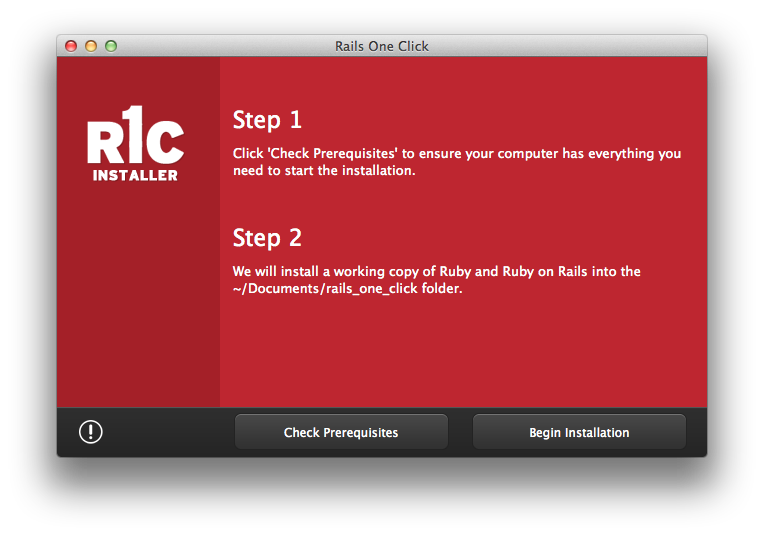 Rails One Click
R1C
INSTALLER
Step 1
Click 'Check Prerequisites' to ensure your computer has everything you
need to start the installation.
Step 2
We will install a working copy of Ruby and Ruby on Rails into the
~/Documents/rails_one_click folder.
Check Prerequisites
Begin Installation